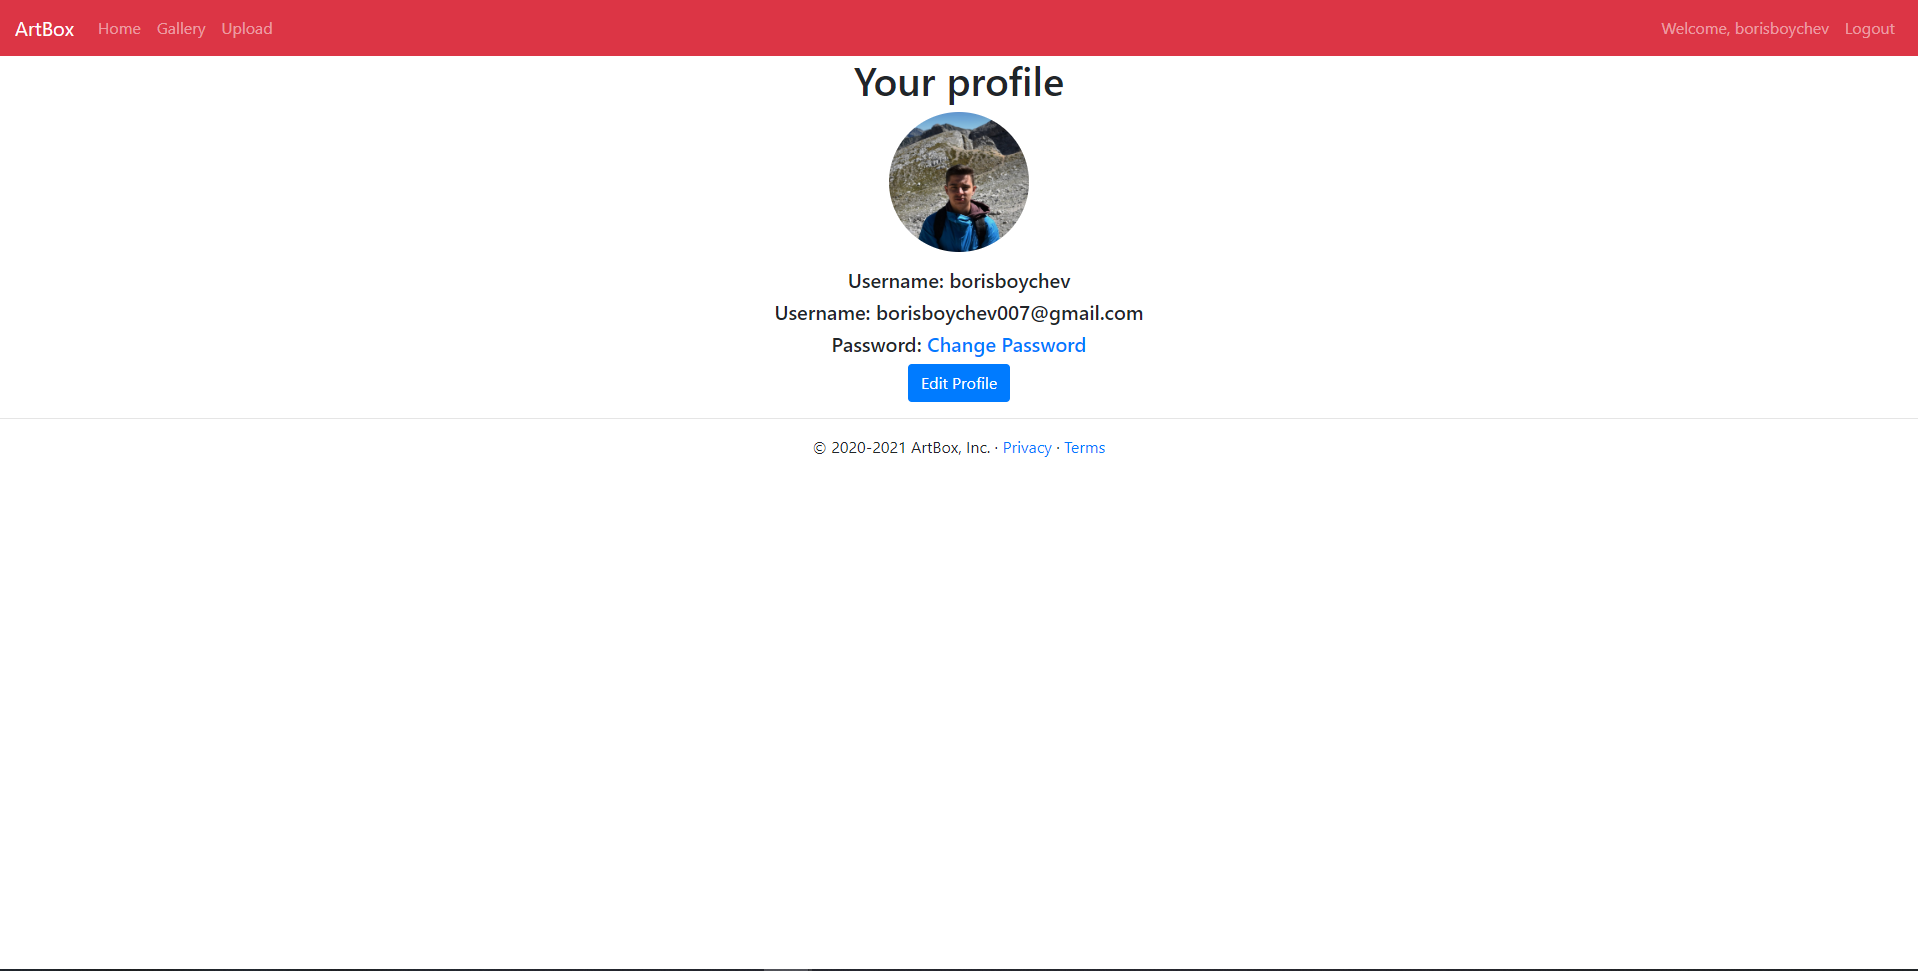 ArtBox Home Gallery Upload Welcome, borisboychev Logout
Your profile
Username: borisboychev
Username: borisboychev007@gmail.com
Password: Change Password
Edit Profile
© 2020-2021 ArtBox, Inc. · Privacy · Terms